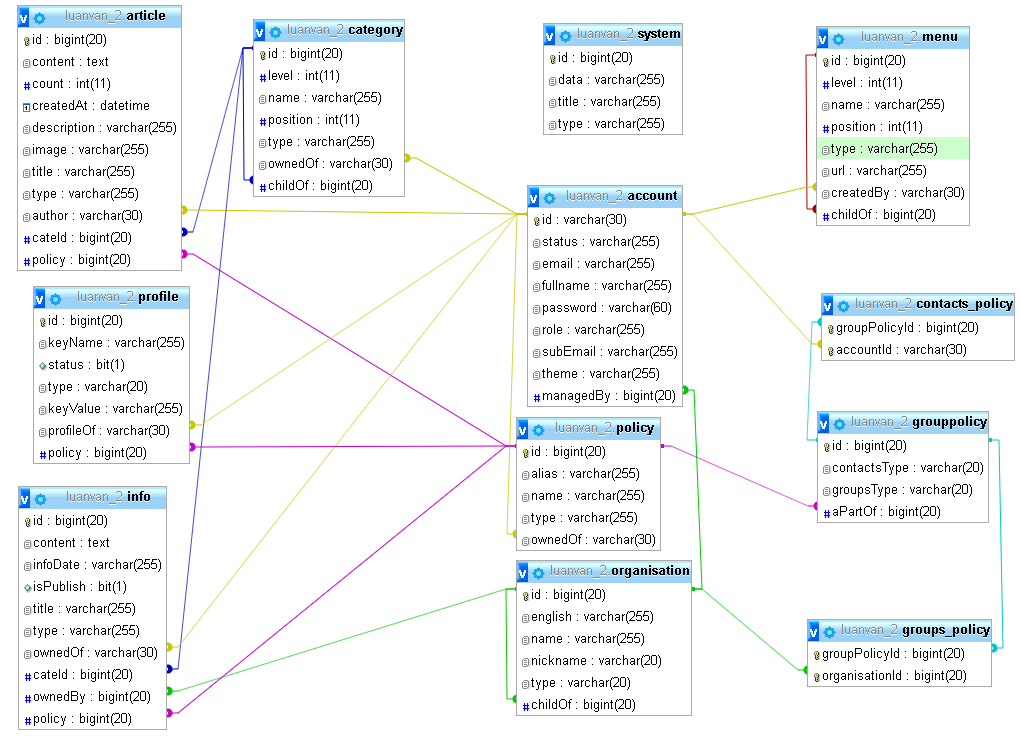 v luanvan_2 article
id : bigint(20)
content : text
# count : int(11)
createdAt : datetime
description : varchar(255)
image : varchar(255)
title : varchar(255)
type : varchar(255)
author : varchar(30)
# cateId : bigint(20)
# policy : bigint(20)
v luanvan_2 category
id : bigint(20)
# level : int(11)
name : varchar(255)
# position : int(11)
type : varchar(255)
ownedOf : varchar(30)
# childOf : bigint(20)
v luanvan_2 system
id : bigint(20)
data : varchar(255)
title : varchar(255)
type : varchar(255)
v luanvan_2 menu
id : bigint(20)
# level : int(11)
name : varchar(255)
# position : int(11)
type : varchar(255)
url : varchar(255)
createdBy : varchar(30)
# childOf : bigint(20)
v luanvan_2 account
id : varchar(30)
status : varchar(255)
email : varchar(255)
fullname : varchar(255)
password : varchar(60)
role : varchar(255)
subEmail : varchar(255)
theme : varchar(255)
# managedBy : bigint(20)
v luanvan_2 profile
id : bigint(20)
keyName : varchar(255)
status : bit(1)
type : varchar(20)
keyValue : varchar(255)
profileOf : varchar(30)
# policy : bigint(20)
v luanvan_2 contacts_policy
groupPolicyId : bigint(20)
accountId : varchar(30)
v luanvan_2 policy
id : bigint(20)
alias : varchar(255)
name : varchar(255)
type : varchar(255)
ownedOf : varchar(30)
v luanvan_2 grouppolicy
id : bigint(20)
contactsType : varchar(20)
groupsType : varchar(20)
# aPartOf : bigint(20)
v luanvan_2 info
id : bigint(20)
content : text
infoDate : varchar(255)
isPublish : bit(1)
title : varchar(255)
type : varchar(255)
ownedOf : varchar(30)
# cateId : bigint(20)
# ownedBy : bigint(20)
# policy : bigint(20)
v luanvan_2 organisation
id : bigint(20)
english : varchar(255)
name : varchar(255)
nickname : varchar(20)
type : varchar(20)
# childOf : bigint(20)
v luanvan_2 groups_policy
groupPolicyId : bigint(20)
organisationId : bigint(20)